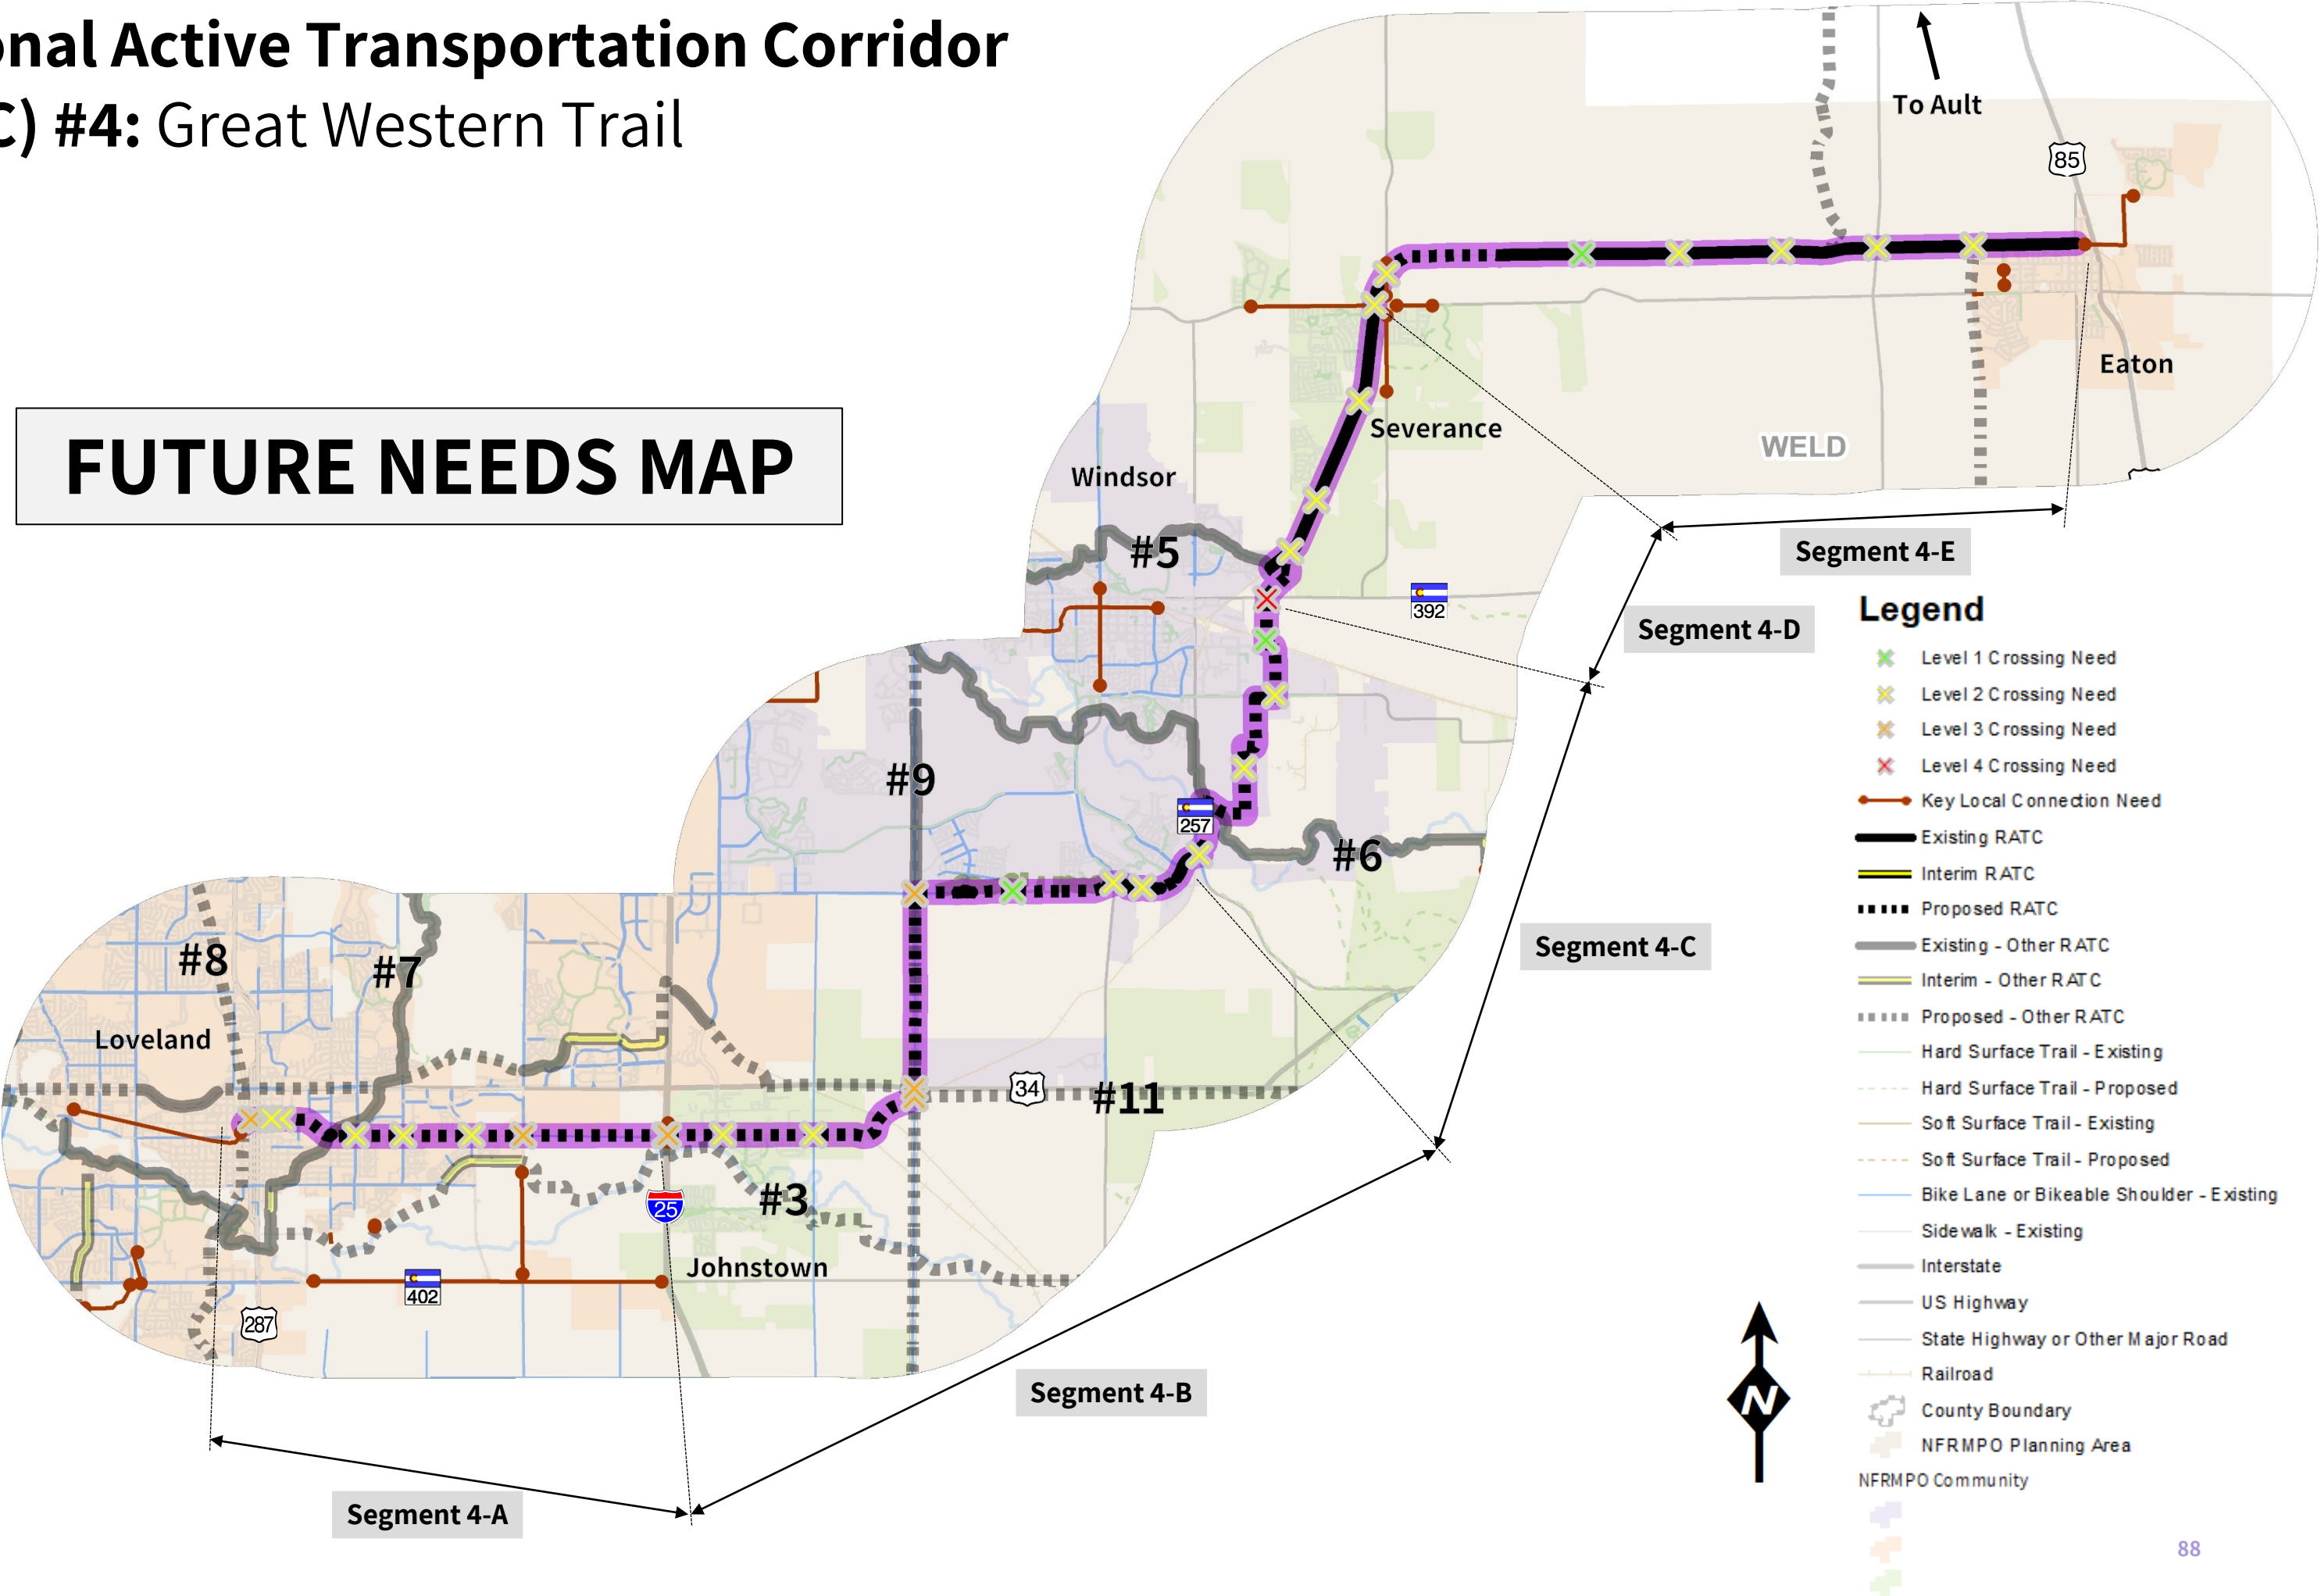 onal Active Transportation Corridor
C) #4: Great Western Trail
FUTURE NEEDS MAP
To Ault
85
Eaton
Severance
WELD
Windsor
#5
392
Segment 4-E
Segment 4-D
#9
257
#6
Segment 4-C
#8
#7
Loveland
34
#11
25
#3
Johnstown
402
287
Segment 4-B
Segment 4-A
N
Legend
Level 1 Crossing Need
Level 2 Crossing Need
Level 3 Crossing Need
Level 4 Crossing Need
Key Local Connection Need
Existing RATC
Interim RATC
Proposed RATC
Existing - Other RATC
Interim - Other RATC
Proposed - Other RATC
Hard Surface Trail - Existing
Hard Surface Trail - Proposed
Soft Surface Trail - Existing
Soft Surface Trail - Proposed
Bike Lane or Bikeable Shoulder - Existing
Sidewalk - Existing
Interstate
US Highway
State Highway or Other Major Road
Railroad
County Boundary
NFRMPO Planning Area
NFRMPO Community
88